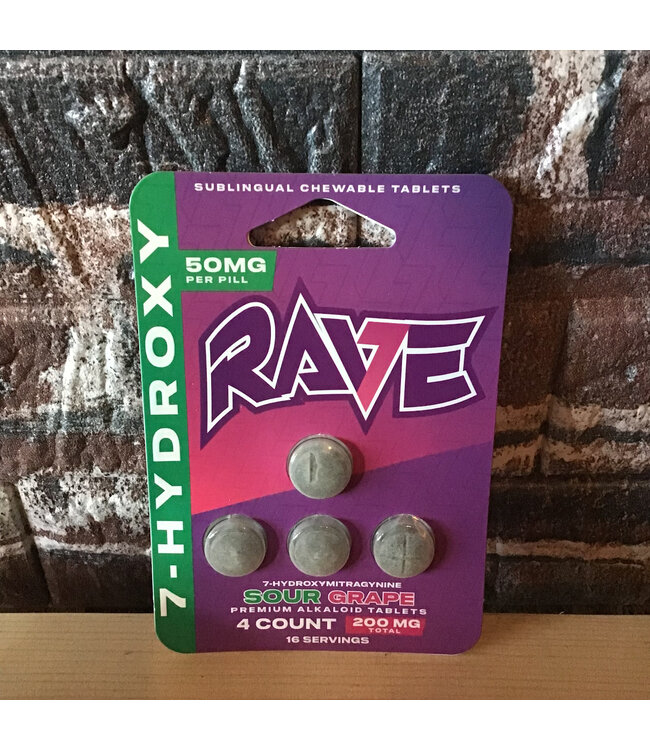 SUBLINGUAL CHEWABLE TABLETS
7-HYDROXY
50MG
PER PILL
RAV7E
7-HYDROXYMITRAGYNINE
SOUR GRAPE
PREMIUM ALKALOID TABLETS
4 COUNT 200 MG
TOTAL
16 SERVINGS